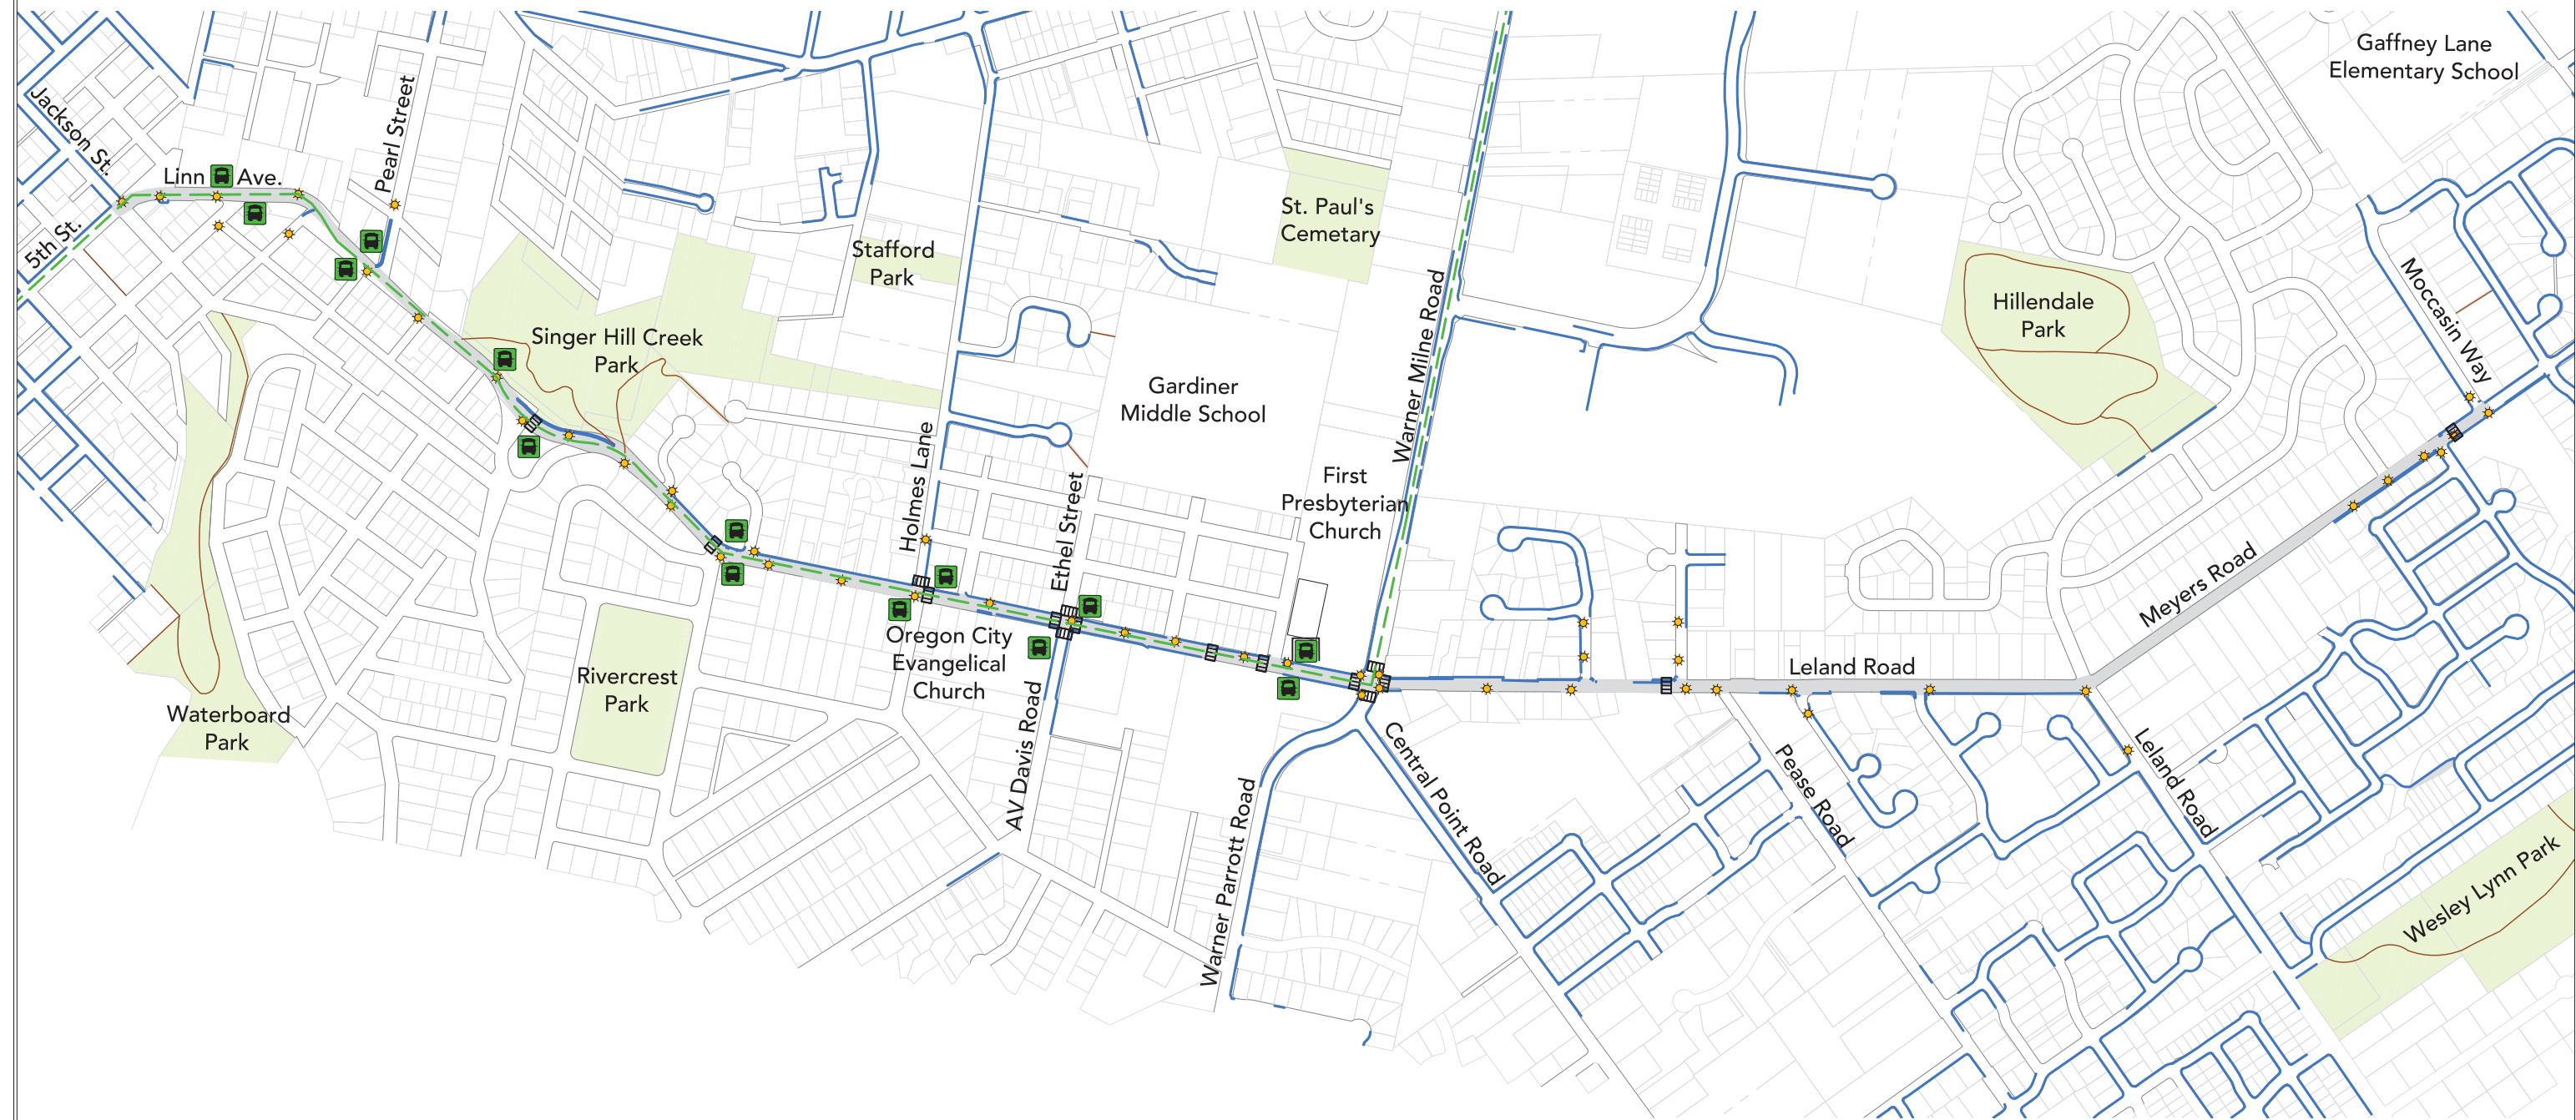 Gaffney Lane
Elementary School
Jackson St.
Pearl Street
Linn Ave.
5th St.
St. Paul's
Cemetary
Stafford
Park
Warner Milne Road
Hillendale
Park
Moccasin Way
Singer Hill Creek
Park
Gardiner
Middle School
Holmes Lane
Ethel Street
First
Presbyterian
Church
Meyers Road
Oregon City
Evangelical
Church
Rivercrest
Park
Leland Road
Waterboard
Park
AV Davis Road
Warner Parrott Road
Central Point Road
Pease Road
Leland Road
Wesley Lynn Park